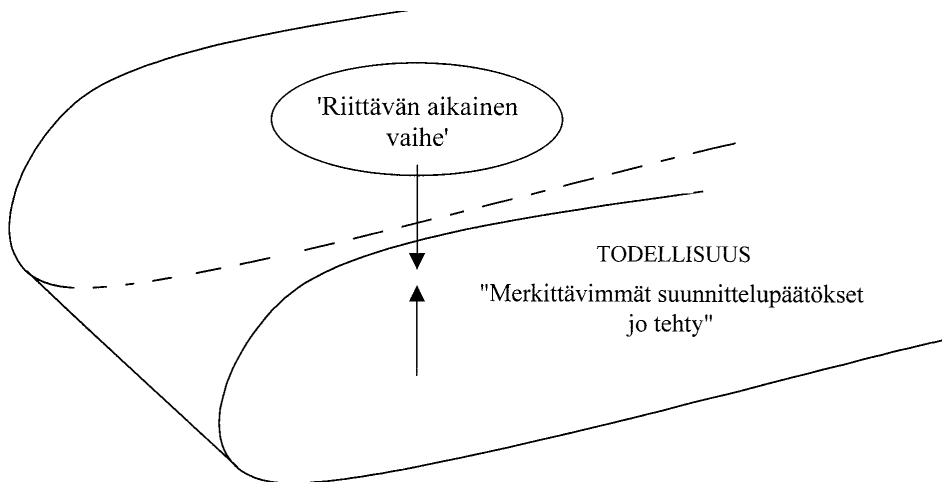 'Riittävän aikainen
vaihe'
TODELLISUUS
"Merkittävimmät suunnittelupäätökset
jo tehty"